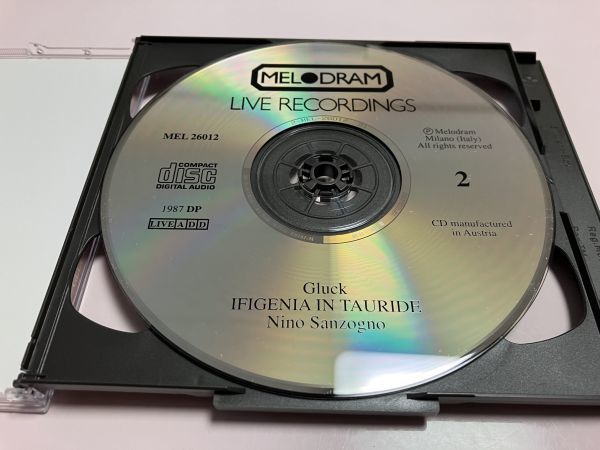 MELODRAM
LIVE RECORDINGS
MEL 26012
℗ Melodram
Milano (Italy)
All rights reserved
COMPACT
disc
DIGITAL AUDIO
2
1987 DP
LIVE A D D
CD manufactured
in Austria
Gluck
IFIGENIA IN TAURIDE
Nino Sanzogno